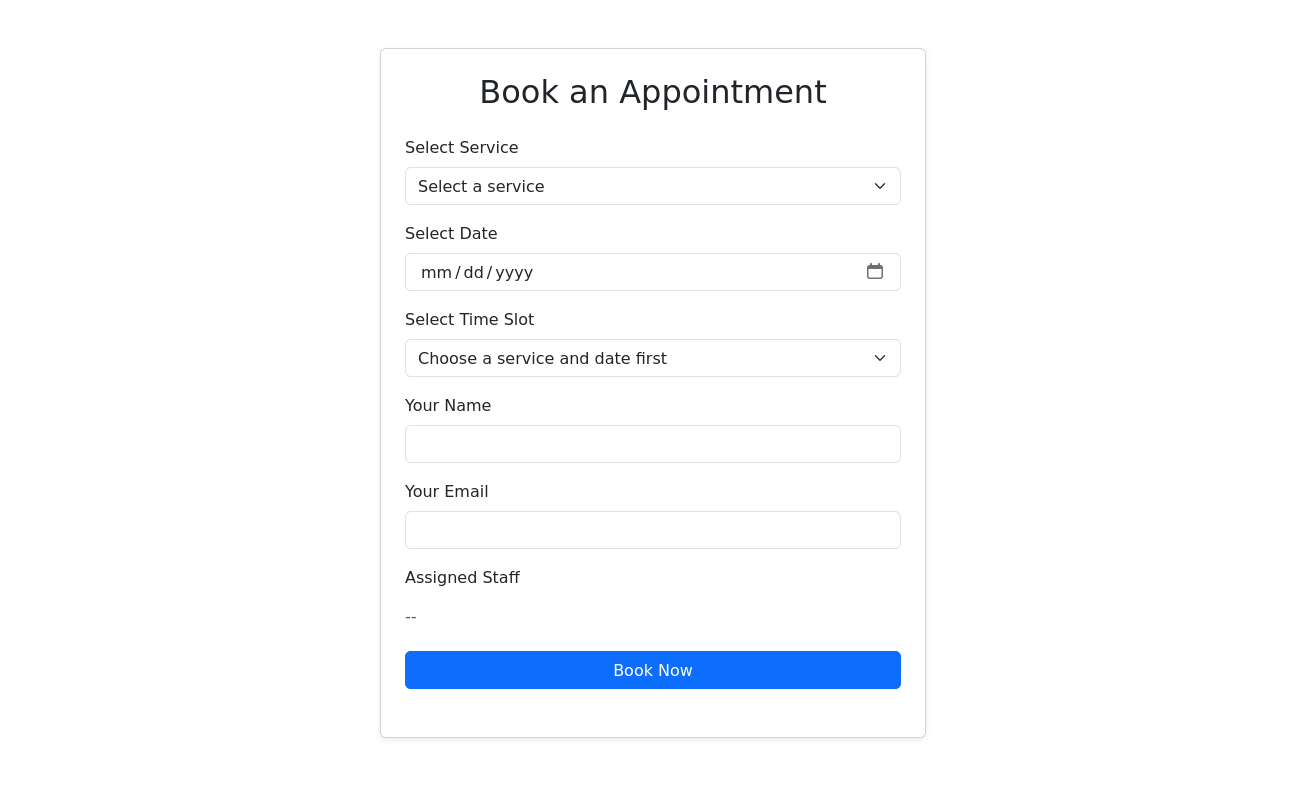 Book an Appointment
Select Service
Select a service
Select Date
mm/dd/yyyy
Select Time Slot
Choose a service and date first
Your Name
Your Email
Assigned Staff
--
Book Now